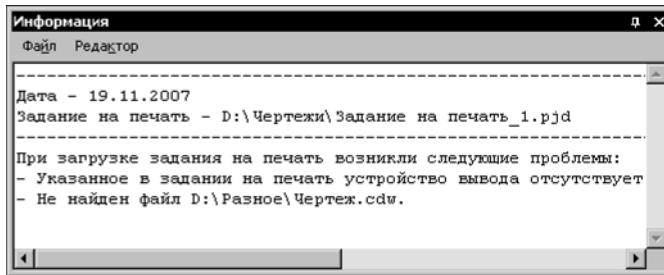 Информация
Файл Редактор
--------------------------------------------------------------
Дата - 19.11.2007
Задание на печать - D:\Чертежи\Задание на печать_1.pjd
--------------------------------------------------------------
При загрузке задания на печать возникли следующие проблемы:
- Указанное в задании на печать устройство вывода отсутствует
- Не найден файл D:\Разное\Чертеж.cdw.